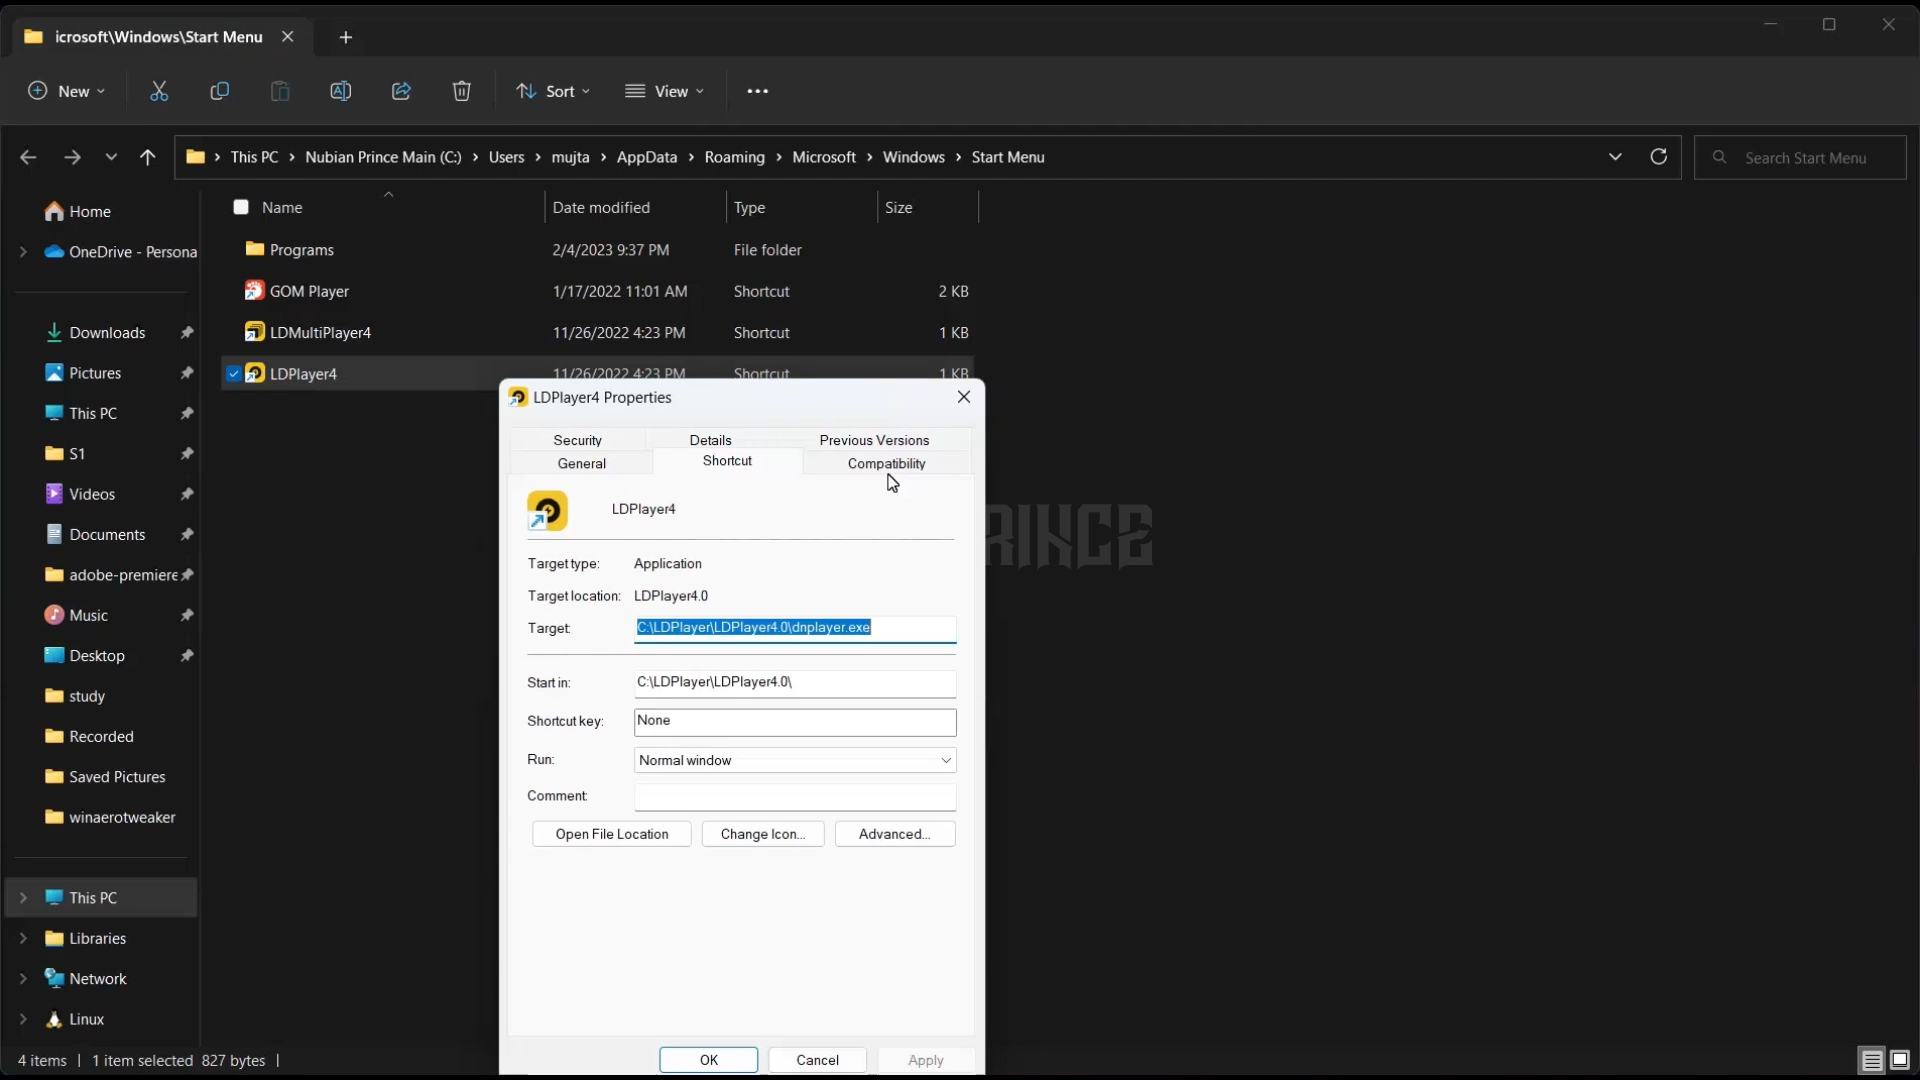 icrosoft\Windows\Start Menu
New
Sort
View
This PC > Nubian Prince Main (C:) > Users > mujta > AppData > Roaming > Microsoft > Windows > Start Menu
Search Start Menu
Name Date modified Type Size
Programs 2/4/2023 9:37 PM File folder
GOM Player 1/17/2022 11:01 AM Shortcut 2 KB
LDMultiPlayer4 11/26/2022 4:23 PM Shortcut 1 KB
LDPlayer4 11/26/2022 4:23 PM Shortcut 1 KB
Home
OneDrive - Persona
Downloads
Pictures
This PC
S1
Videos
Documents
adobe-premiere
Music
Desktop
study
Recorded
Saved Pictures
winaerotweaker
This PC
Libraries
Network
Linux
LDPlayer4 Properties
Security Details Previous Versions
General Shortcut Compatibility
LDPlayer4
Target type: Application
Target location: LDPlayer4.0
Target: C:\LDPlayer\LDPlayer4.0\dnplayer.exe
Start in: C:\LDPlayer\LDPlayer4.0\
Shortcut key: None
Run: Normal window
Comment:
Open File Location Change Icon... Advanced...
OK Cancel Apply
RINCE
4 items | 1 item selected 827 bytes |